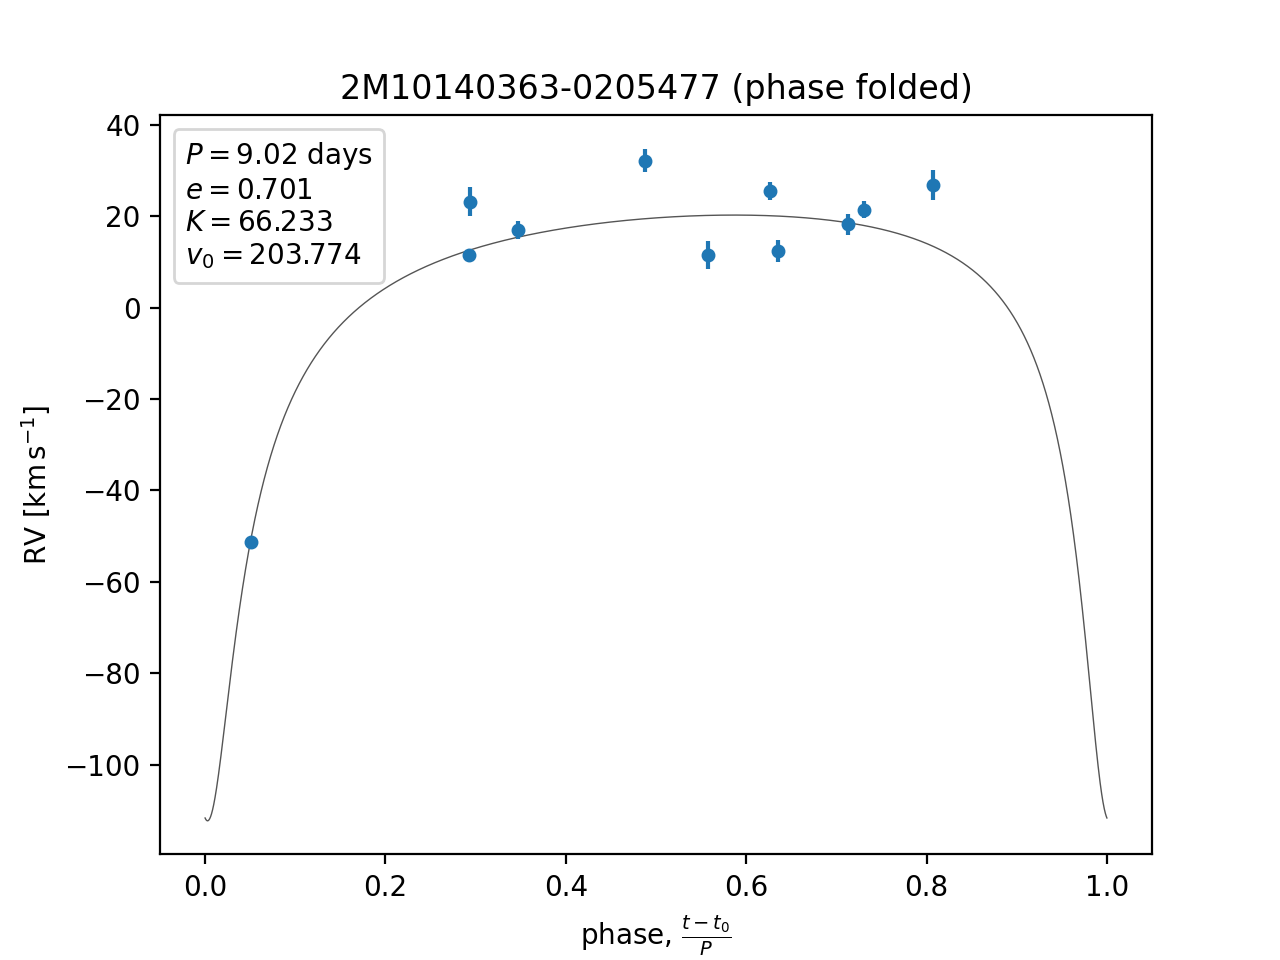 2M10140363-0205477 (phase folded)
P = 9.02 days
e = 0.701
K = 66.233
v₀ = 203.774
RV [km s⁻¹]
40
20
0
−20
−40
−60
−80
−100
0.0 0.2 0.4 0.6 0.8 1.0
phase, (t − t₀)/P